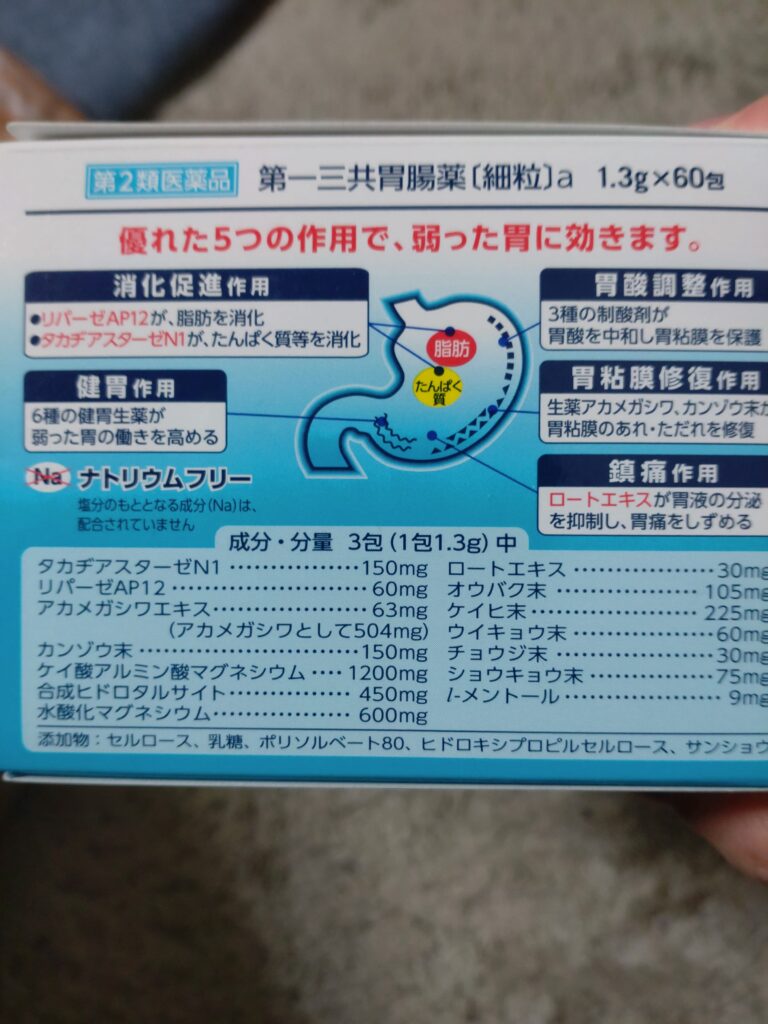 第2類医薬品 第一三共胃腸薬〔細粒〕a 1.3g×60包
優れた5つの作用で、弱った胃に効きます。
消化促進作用
●リパーゼAP12が、脂肪を消化
●タカヂアスターゼN1が、たんぱく質等を消化
健胃作用
6種の健胃生薬が
弱った胃の働きを高める
脂肪
たんぱく
質
胃酸調整作用
3種の制酸剤が
胃酸を中和し胃粘膜を保護
胃粘膜修復作用
生薬アカメガシワ、カンゾウ末が
胃粘膜のあれ・ただれを修復
鎮痛作用
ロートエキスが胃液の分泌
を抑制し、胃痛をしずめる
Na ナトリウムフリー
塩分のもととなる成分(Na)は、
配合されていません
成分・分量 3包(1包1.3g)中
タカヂアスターゼN1 150mg
リパーゼAP12 60mg
アカメガシワエキス 63mg
(アカメガシワとして504mg)
カンゾウ末 150mg
ケイ酸アルミン酸マグネシウム 1200mg
合成ヒドロタルサイト 450mg
水酸化マグネシウム 600mg
ロートエキス 30mg
オウバク末 105mg
ケイヒ末 225mg
ウイキョウ末 60mg
チョウジ末 30mg
ショウキョウ末 75mg
l-メントール 9mg
添加物：セルロース、乳糖、ポリソルベート80、ヒドロキシプロピルセルロース、サンショウ